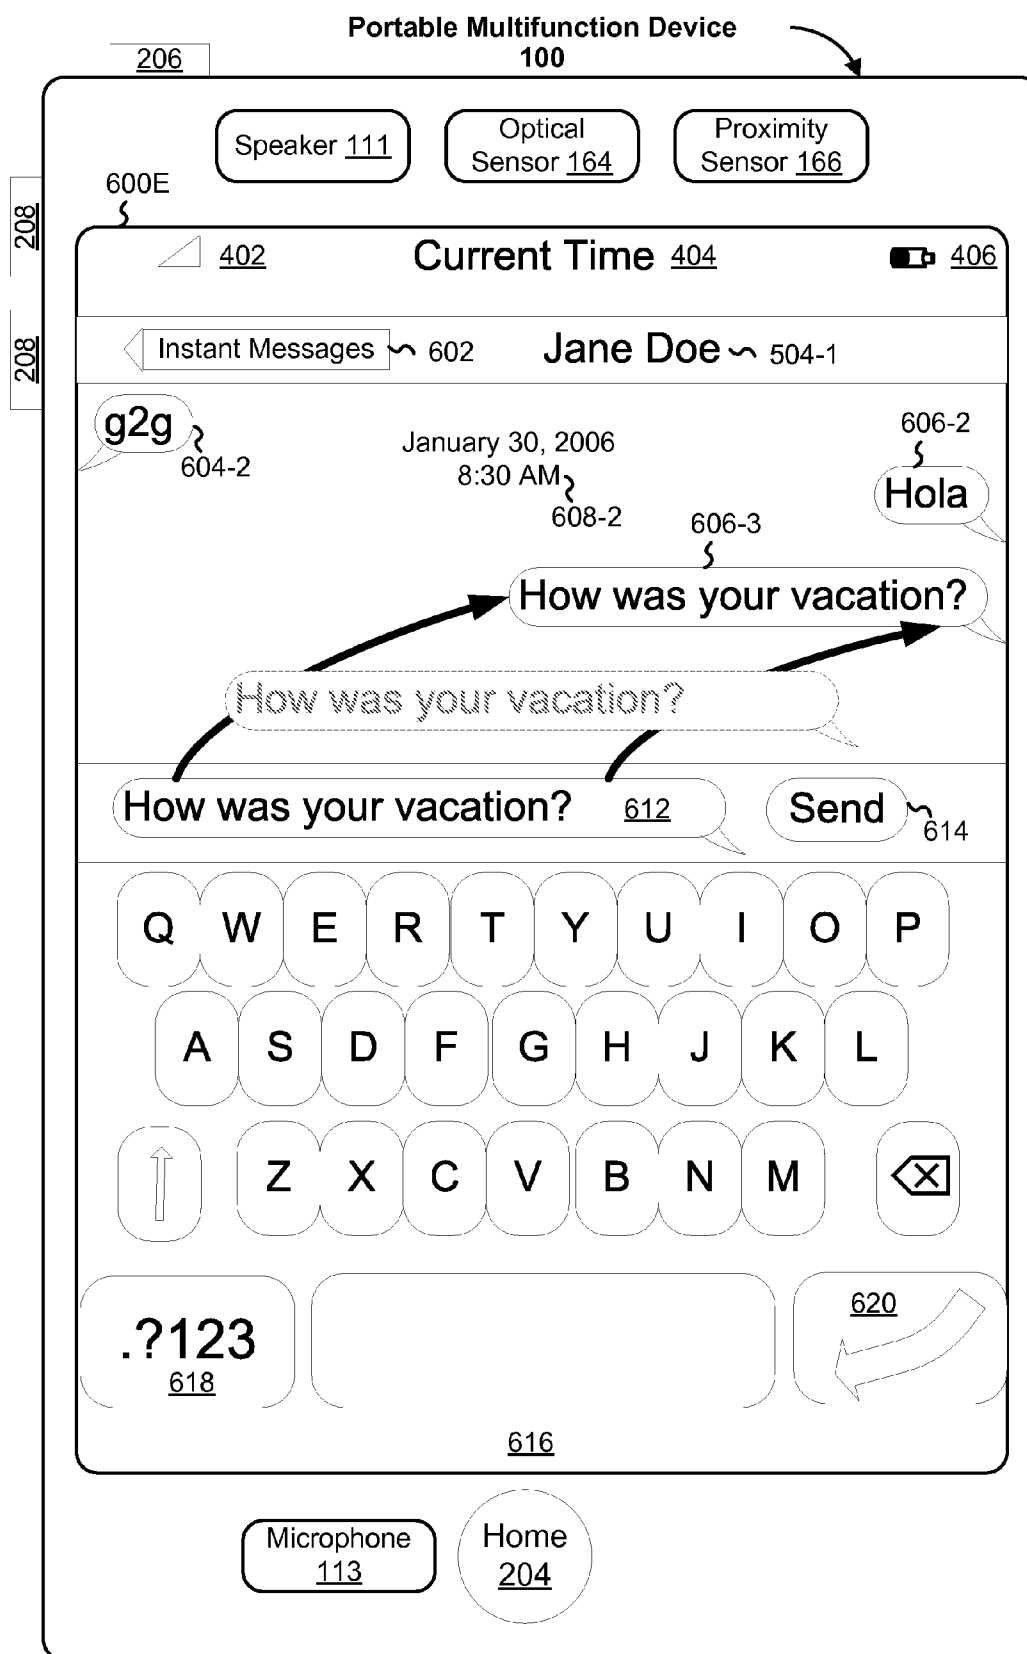 Portable Multifunction Device
100
206
Speaker 111
Optical
Sensor 164
Proximity
Sensor 166
600E
208
402
Current Time 404
406
208
Instant Messages
602
Jane Doe
504-1
g2g
604-2
January 30, 2006
8:30 AM
608-2
606-2
Hola
606-3
How was your vacation?
How was your vacation?
How was your vacation?
612
Send
614
Q W E R T Y U I O P
A S D F G H J K L
Z X C V B N M
.?123
618
620
616
Microphone
113
Home
204